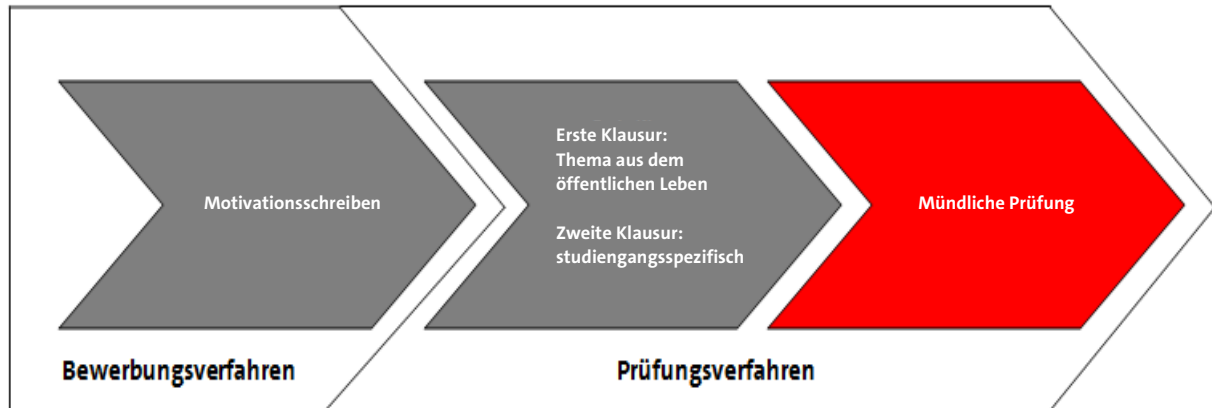 Motivationsschreiben
Erste Klausur:
Thema aus dem
öffentlichen Leben
Zweite Klausur:
studiengangsspezifisch
Mündliche Prüfung
Bewerbungsverfahren
Prüfungsverfahren